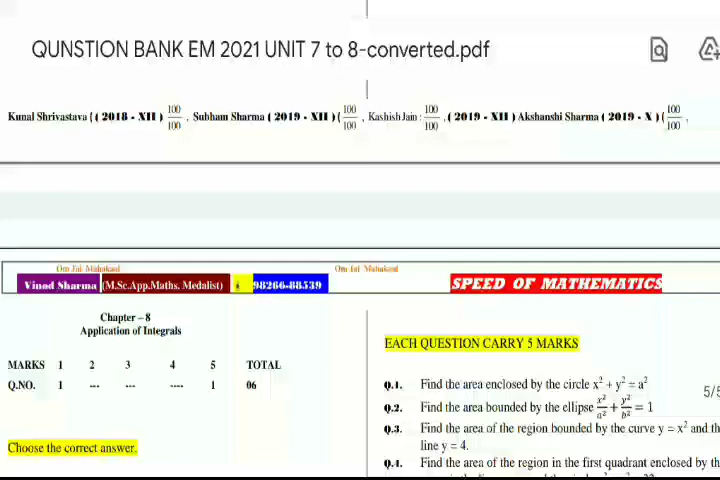 QUNSTION BANK EM 2021 UNIT 7 to 8-converted.pdf
Kunal Shrivastava ( ( 2018 - XII ) 100/100 , Subham Sharma ( 2019 - XII ) ( 100/100 , Kashish Jain : 100/100 , ( 2019 - XII ) Akshanshi Sharma ( 2019 - X ) ( 100/100 ,
Om Jai Mahakaal Om Jai Mahakaal
Vinod Sharma (M.Sc.App.Maths. Medalist) 98266-88539 SPEED OF MATHEMATICS
Chapter – 8
Application of Integrals
MARKS 1 2 3 4 5 TOTAL
Q.NO. 1 --- --- ---- 1 06
Choose the correct answer.
EACH QUESTION CARRY 5 MARKS
Q.1. Find the area enclosed by the circle x² + y² = a²
Q.2. Find the area bounded by the ellipse x²/a² + y²/b² = 1
5/5
Q.3. Find the area of the region bounded by the curve y = x² and th
line y = 4.
Q.4. Find the area of the region in the first quadrant enclosed by th